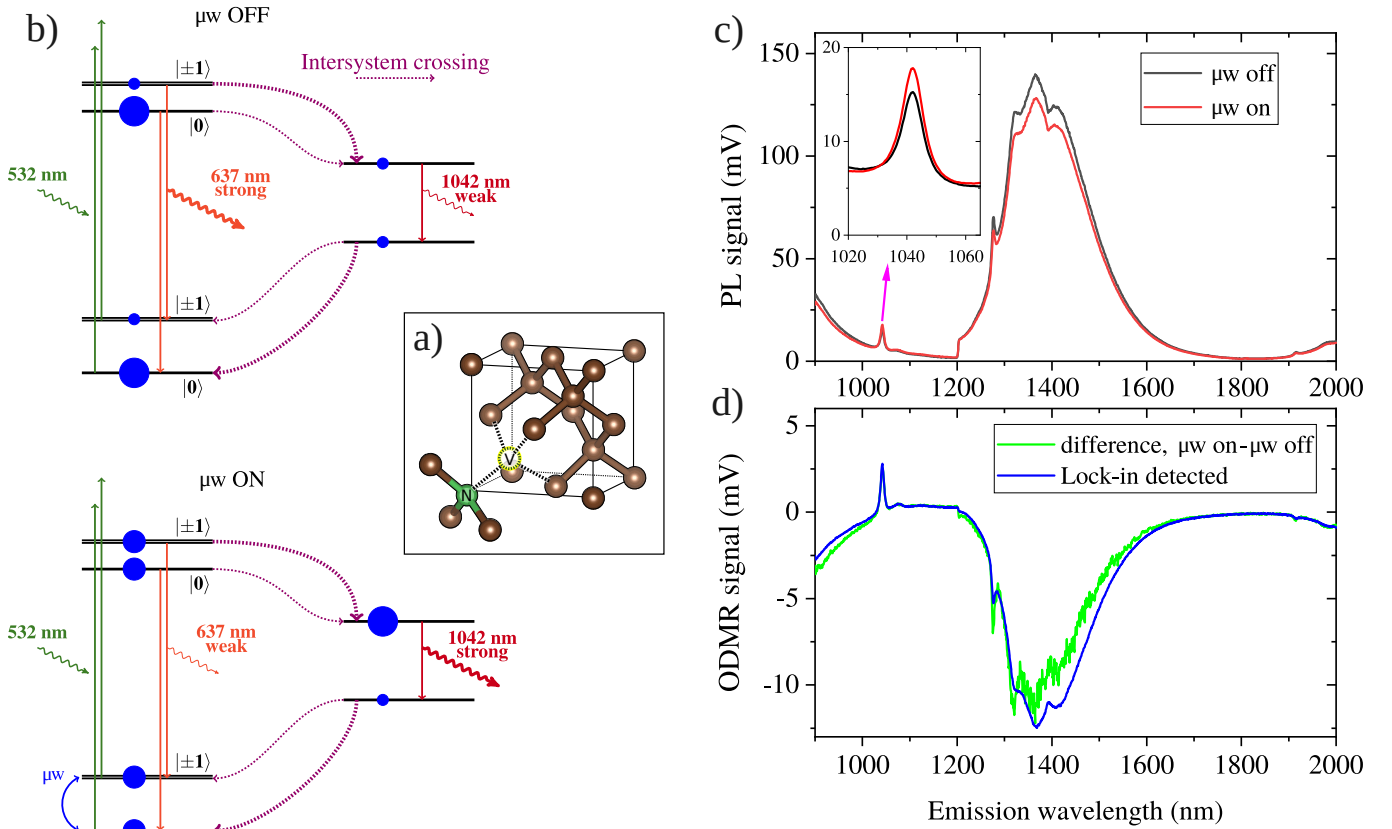 b)
μw OFF
|±1⟩
|0⟩
Intersystem crossing
532 nm
637 nm
strong
1042 nm
weak
|±1⟩
|0⟩
μw ON
|±1⟩
|0⟩
532 nm
637 nm
weak
1042 nm
strong
μw
|±1⟩
a)
V
N
c)
PL signal (mV)
150
100
50
0
20
10
0
1020
1040
1060
μw off
μw on
1000
1200
1400
1600
1800
2000
d)
ODMR signal (mV)
5
0
-5
-10
difference, μw on-μw off
Lock-in detected
1000
1200
1400
1600
1800
2000
Emission wavelength (nm)